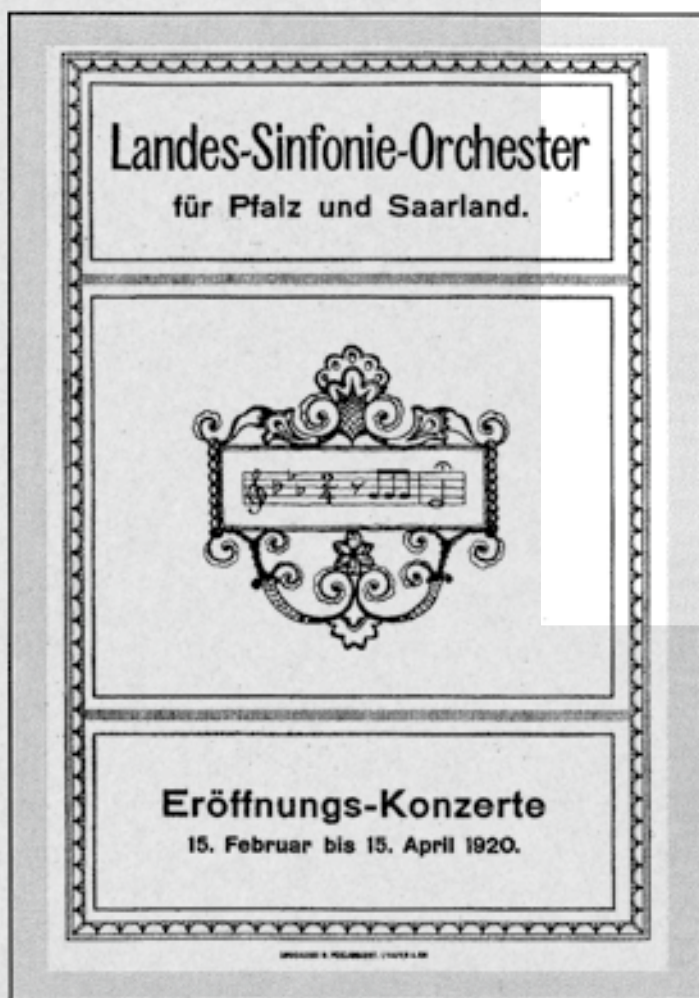 Landes-Sinfonie-Orchester
für Pfalz und Saarland.
Eröffnungs-Konzerte
15. Februar bis 15. April 1920.